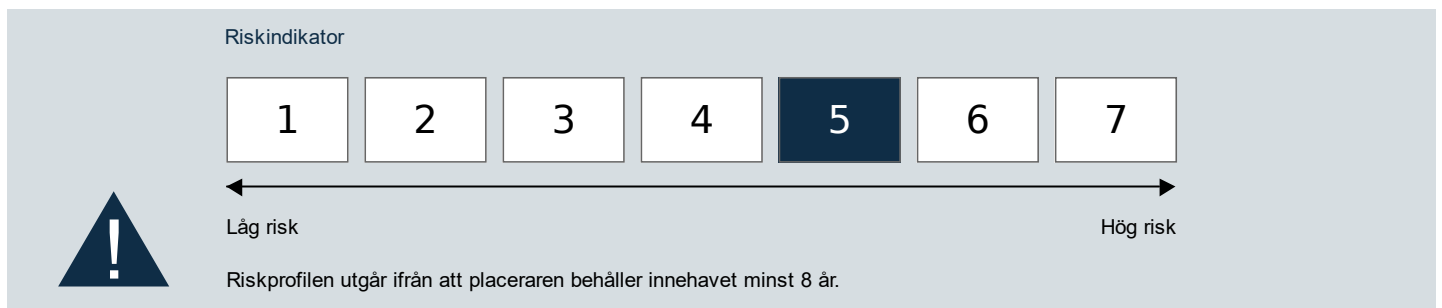 Riskindikator
1 2 3 4 5 6 7
Låg risk Hög risk
!
Riskprofilen utgår ifrån att placeraren behåller innehavet minst 8 år.